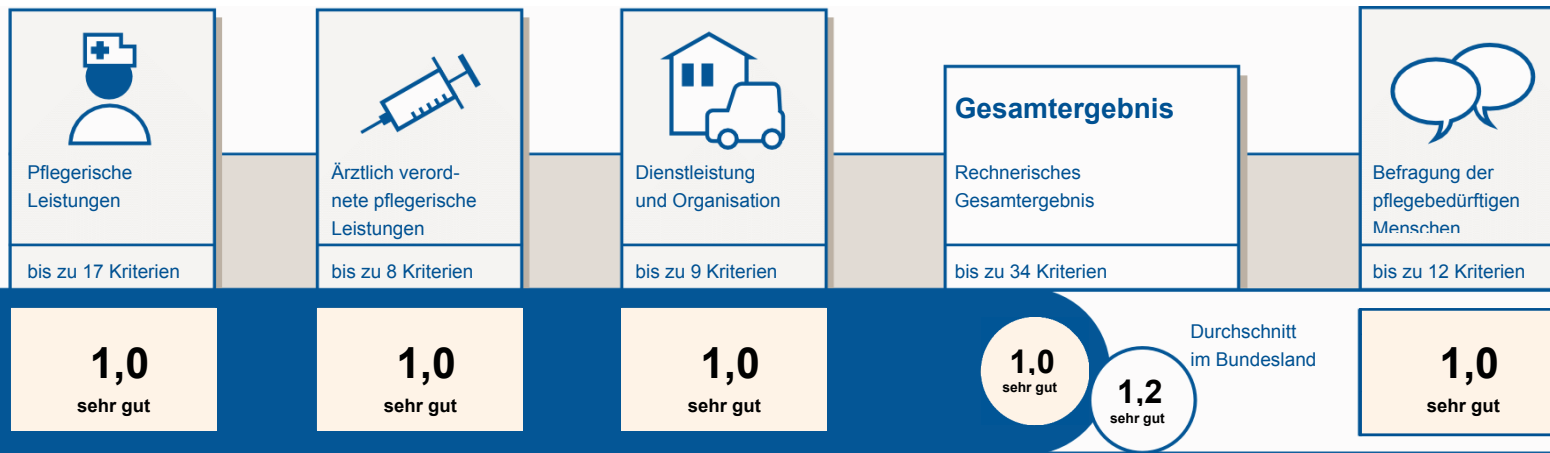 Pflegerische
Leistungen
bis zu 17 Kriterien
1,0
sehr gut
Ärztlich verord-
nete pflegerische
Leistungen
bis zu 8 Kriterien
1,0
sehr gut
Dienstleistung
und Organisation
bis zu 9 Kriterien
1,0
sehr gut
Gesamtergebnis
Rechnerisches
Gesamtergebnis
bis zu 34 Kriterien
1,0
sehr gut
1,2
sehr gut
Durchschnitt
im Bundesland
Befragung der
pflegebedürftigen
Menschen
bis zu 12 Kriterien
1,0
sehr gut